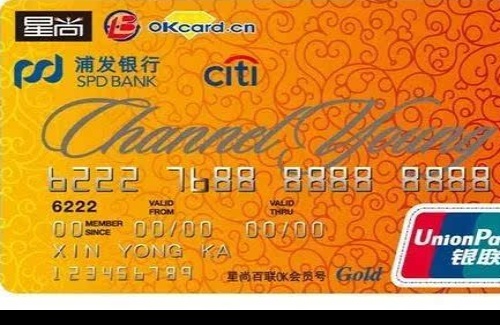 星尚 OKcard.cn
浦发银行 citi
SPD BANK
Channel Young
6222 7688 8888 8888
6222 VALID FROM VALID THRU
00 MEMBER SINCE 00/00 00/00
XIN YONG KA
123456789 星尚百联OK会员号 Gold
UnionPa
银联